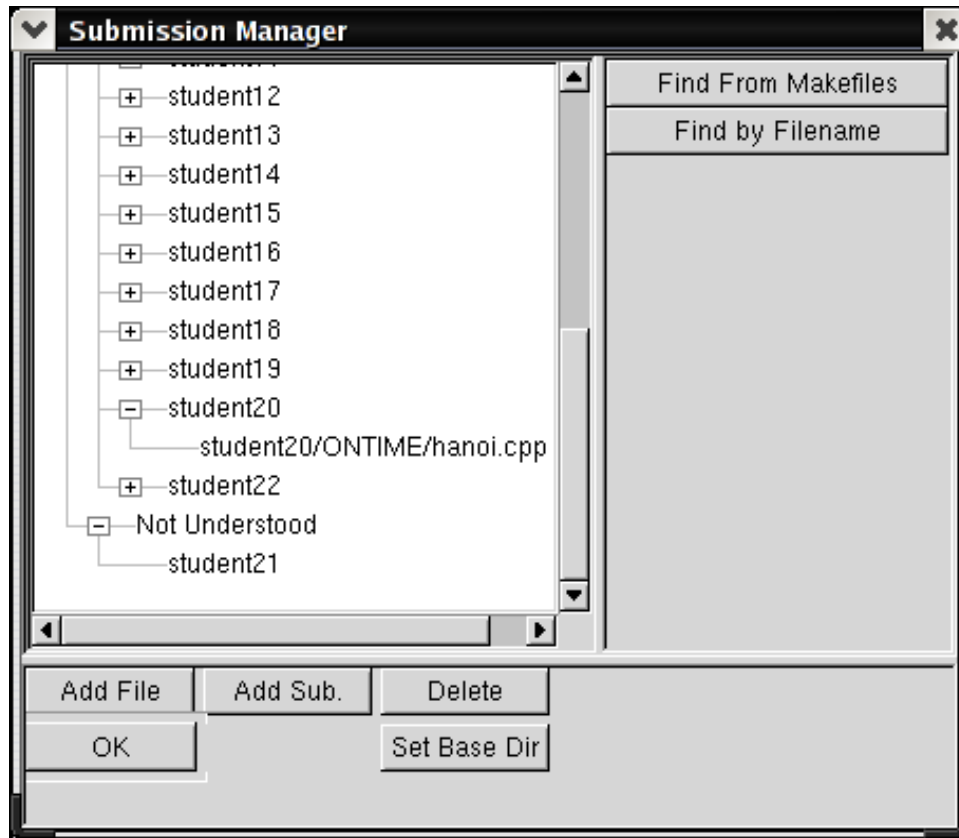 Submission Manager
student12
student13
student14
student15
student16
student17
student18
student19
student20
student20/ONTIME/hanoi.cpp
student22
Not Understood
student21
Find From Makefiles
Find by Filename
Add File
Add Sub.
Delete
OK
Set Base Dir